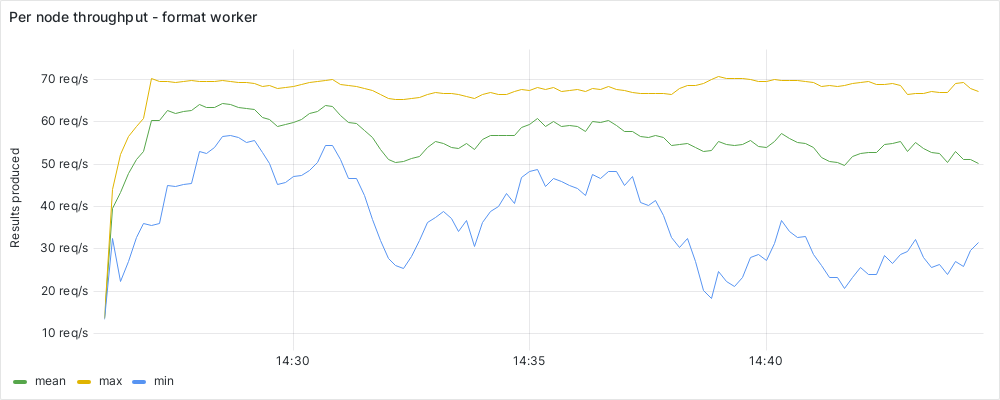 Per node throughput - format worker
Results produced
70 req/s
60 req/s
50 req/s
40 req/s
30 req/s
20 req/s
10 req/s
14:30
14:35
14:40
mean
max
min